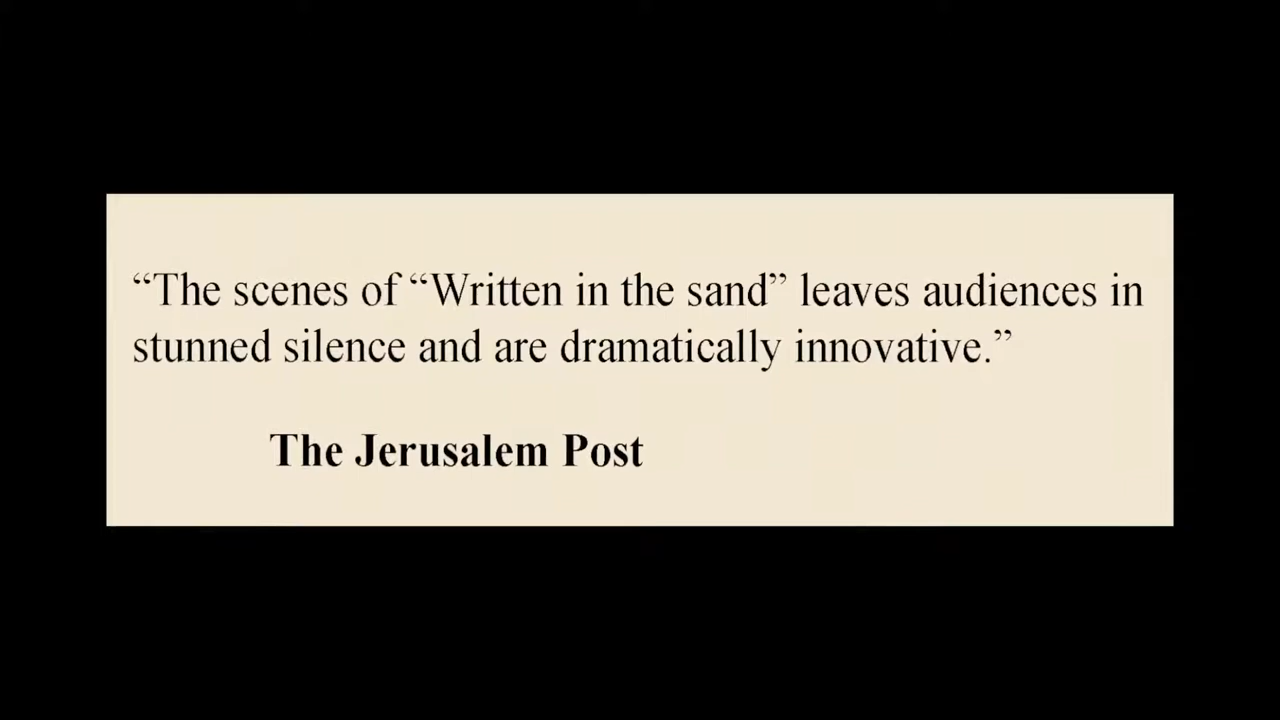 “The scenes of “Written in the sand” leaves audiences in
stunned silence and are dramatically innovative.”
The Jerusalem Post